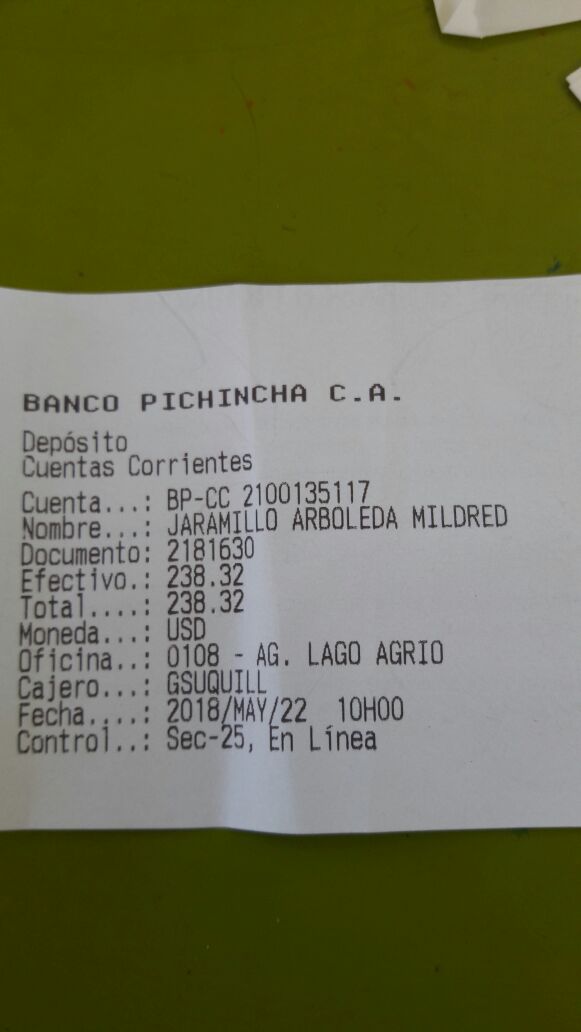 BANCO PICHINCHA C.A.
Depósito
Cuentas Corrientes
Cuenta...: BP-CC 2100135117
Nombre...: JARAMILLO ARBOLEDA MILDRED
Documento: 2181630
Efectivo.: 238.32
Total....: 238.32
Moneda...: USD
Oficina..: 0108 - AG. LAGO AGRIO
Cajero...: GSUQUILL
Fecha....: 2018/MAY/22 10H00
Control..: Sec-25, En Línea